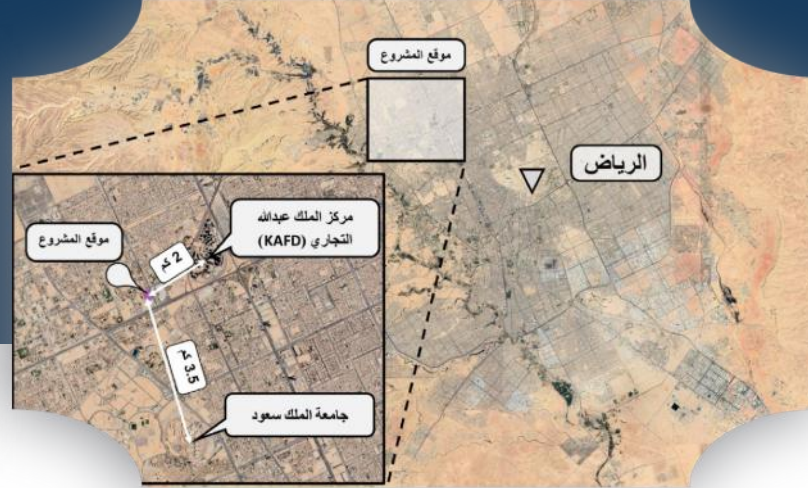 موقع المشروع
الرياض
مركز الملك عبدالله
التجاري (KAFD)
موقع المشروع
2 كم
3.5 كم
جامعة الملك سعود